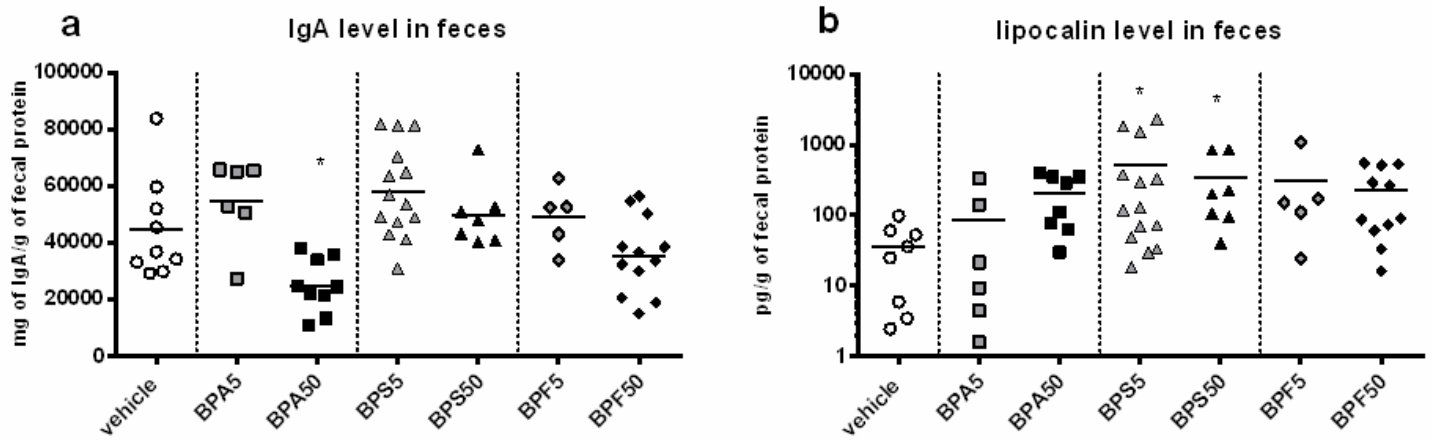 a
IgA level in feces
mg of IgA/g of fecal protein
100000
80000
60000
40000
20000
0
*
vehicle
BPA5
BPA50
BPS5
BPS50
BPF5
BPF50
b
lipocalin level in feces
pg/g of fecal protein
10000
1000
100
10
1
*
*
vehicle
BPA5
BPA50
BPS5
BPS50
BPF5
BPF50